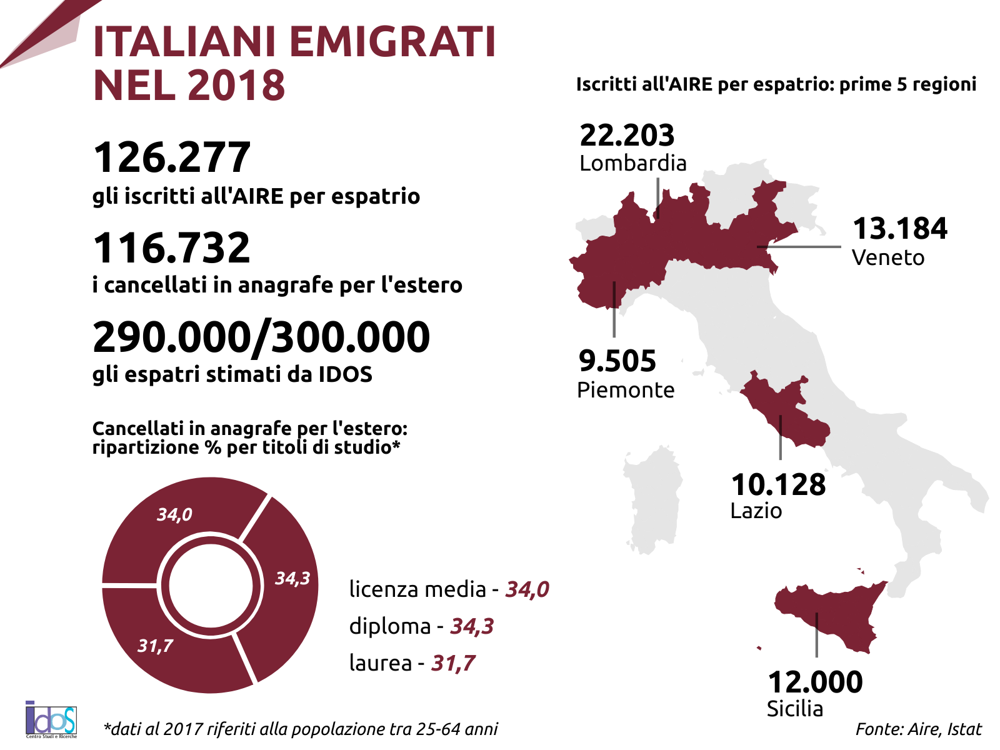 ITALIANI EMIGRATI
NEL 2018
126.277
gli iscritti all'AIRE per espatrio
116.732
i cancellati in anagrafe per l'estero
290.000/300.000
gli espatri stimati da IDOS
Cancellati in anagrafe per l'estero:
ripartizione % per titoli di studio*
34,0
34,3
31,7
licenza media - 34,0
diploma - 34,3
laurea - 31,7
Iscritti all'AIRE per espatrio: prime 5 regioni
22.203
Lombardia
13.184
Veneto
9.505
Piemonte
10.128
Lazio
12.000
Sicilia
idos
Centro Studi e Ricerche
*dati al 2017 riferiti alla popolazione tra 25-64 anni
Fonte: Aire, Istat